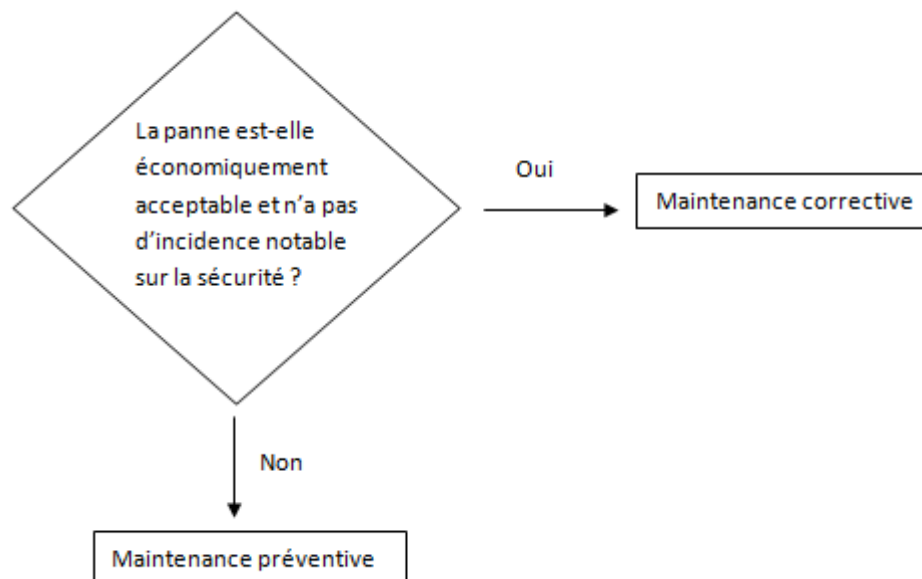 La panne est-elle
économiquement
acceptable et n’a pas
d’incidence notable
sur la sécurité ?
Oui
Maintenance corrective
Non
Maintenance préventive